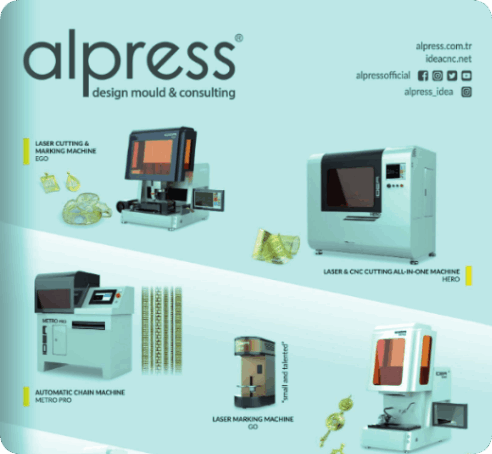 alpress®
design mould & consulting
alpress.com.tr
ideacnc.net
alpressofficial
alpress_idea
LASER CUTTING &
MARKING MACHINE
EGO
LASER & CNC CUTTING ALL-IN-ONE MACHINE
HERO
METRO PRO
IDEA
AUTOMATIC CHAIN MACHINE
METRO PRO
"small and talented"
LASER MARKING MACHINE
GO